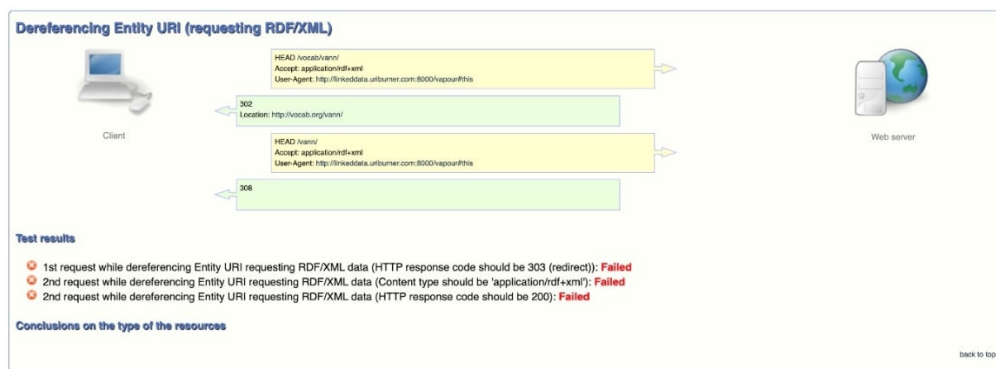 Dereferencing Entity URI (requesting RDF/XML)
HEAD /vocab/vann/
Accept: application/rdf+xml
User-Agent: http://linkeddata.uriburner.com:8000/vapour#this
302
Location: http://vocab.org/vann/
Client
Web server
HEAD /vann/
Accept: application/rdf+xml
User-Agent: http://linkeddata.uriburner.com:8000/vapour#this
308
Test results
1st request while dereferencing Entity URI requesting RDF/XML data (HTTP response code should be 303 (redirect)): Failed
2nd request while dereferencing Entity URI requesting RDF/XML data (Content type should be 'application/rdf+xml'): Failed
2nd request while dereferencing Entity URI requesting RDF/XML data (HTTP response code should be 200): Failed
Conclusions on the type of the resources
back to top